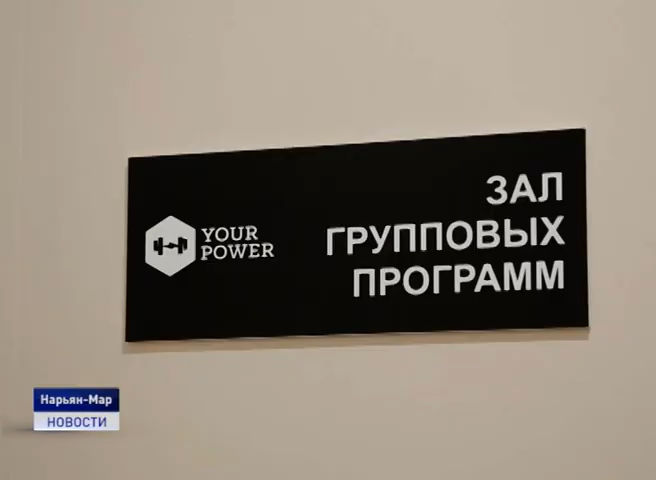 YOUR
POWER
ЗАЛ
ГРУППОВЫХ
ПРОГРАММ
Нарьян-Мар
НОВОСТИ